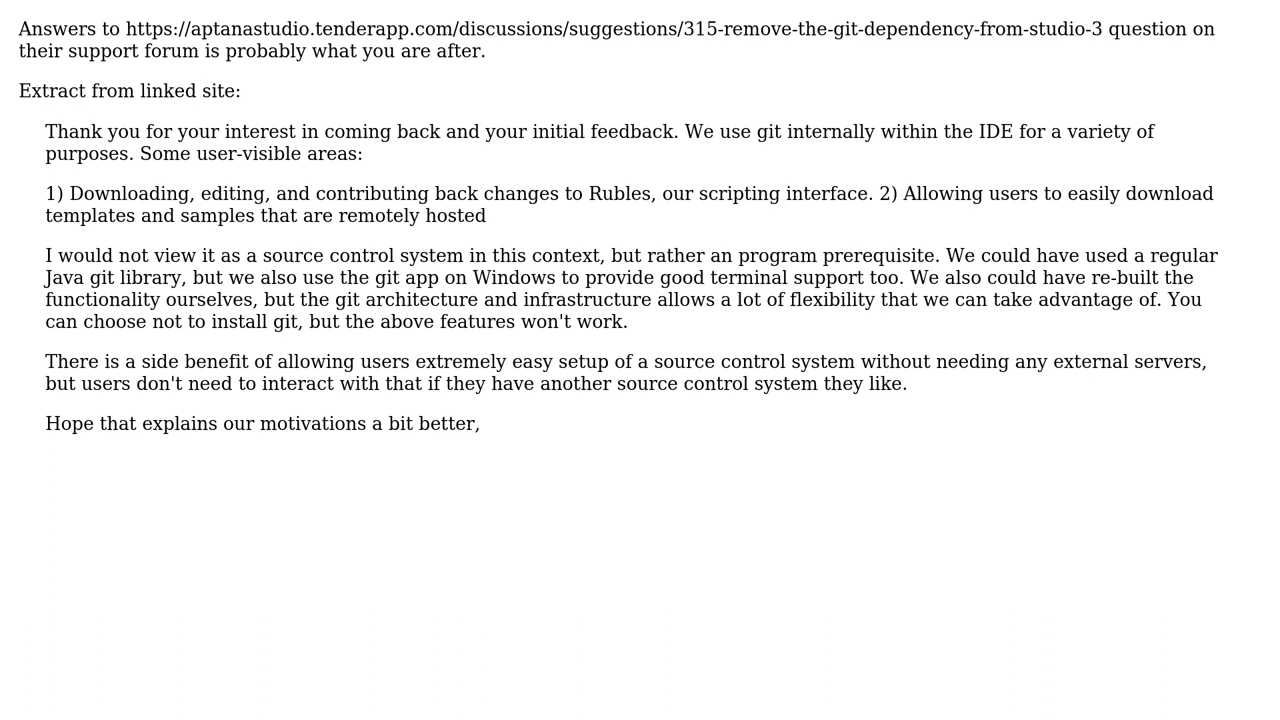 Answers to https://aptanastudio.tenderapp.com/discussions/suggestions/315-remove-the-git-dependency-from-studio-3 question on
their support forum is probably what you are after.
Extract from linked site:
Thank you for your interest in coming back and your initial feedback. We use git internally within the IDE for a variety of
purposes. Some user-visible areas:
1) Downloading, editing, and contributing back changes to Rubles, our scripting interface. 2) Allowing users to easily download
templates and samples that are remotely hosted
I would not view it as a source control system in this context, but rather an program prerequisite. We could have used a regular
Java git library, but we also use the git app on Windows to provide good terminal support too. We also could have re-built the
functionality ourselves, but the git architecture and infrastructure allows a lot of flexibility that we can take advantage of. You
can choose not to install git, but the above features won't work.
There is a side benefit of allowing users extremely easy setup of a source control system without needing any external servers,
but users don't need to interact with that if they have another source control system they like.
Hope that explains our motivations a bit better,